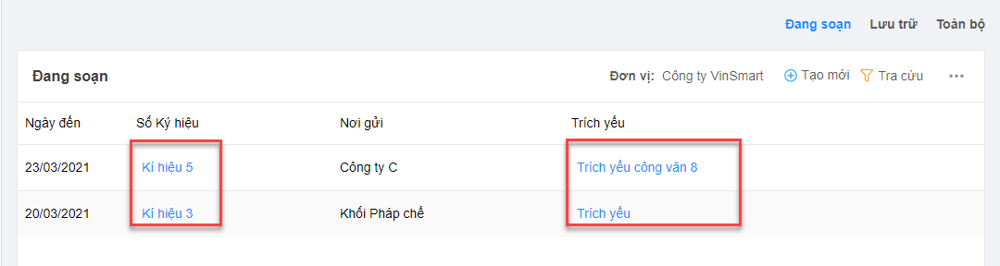 Đang soạn Lưu trữ Toàn bộ
Đang soạn Đơn vị: Công ty VinSmart Tạo mới Tra cứu
Ngày đến Số Ký hiệu Nơi gửi Trích yếu
23/03/2021 Kí hiệu 5 Công ty C Trích yếu công văn 8
20/03/2021 Kí hiệu 3 Khối Pháp chế Trích yếu